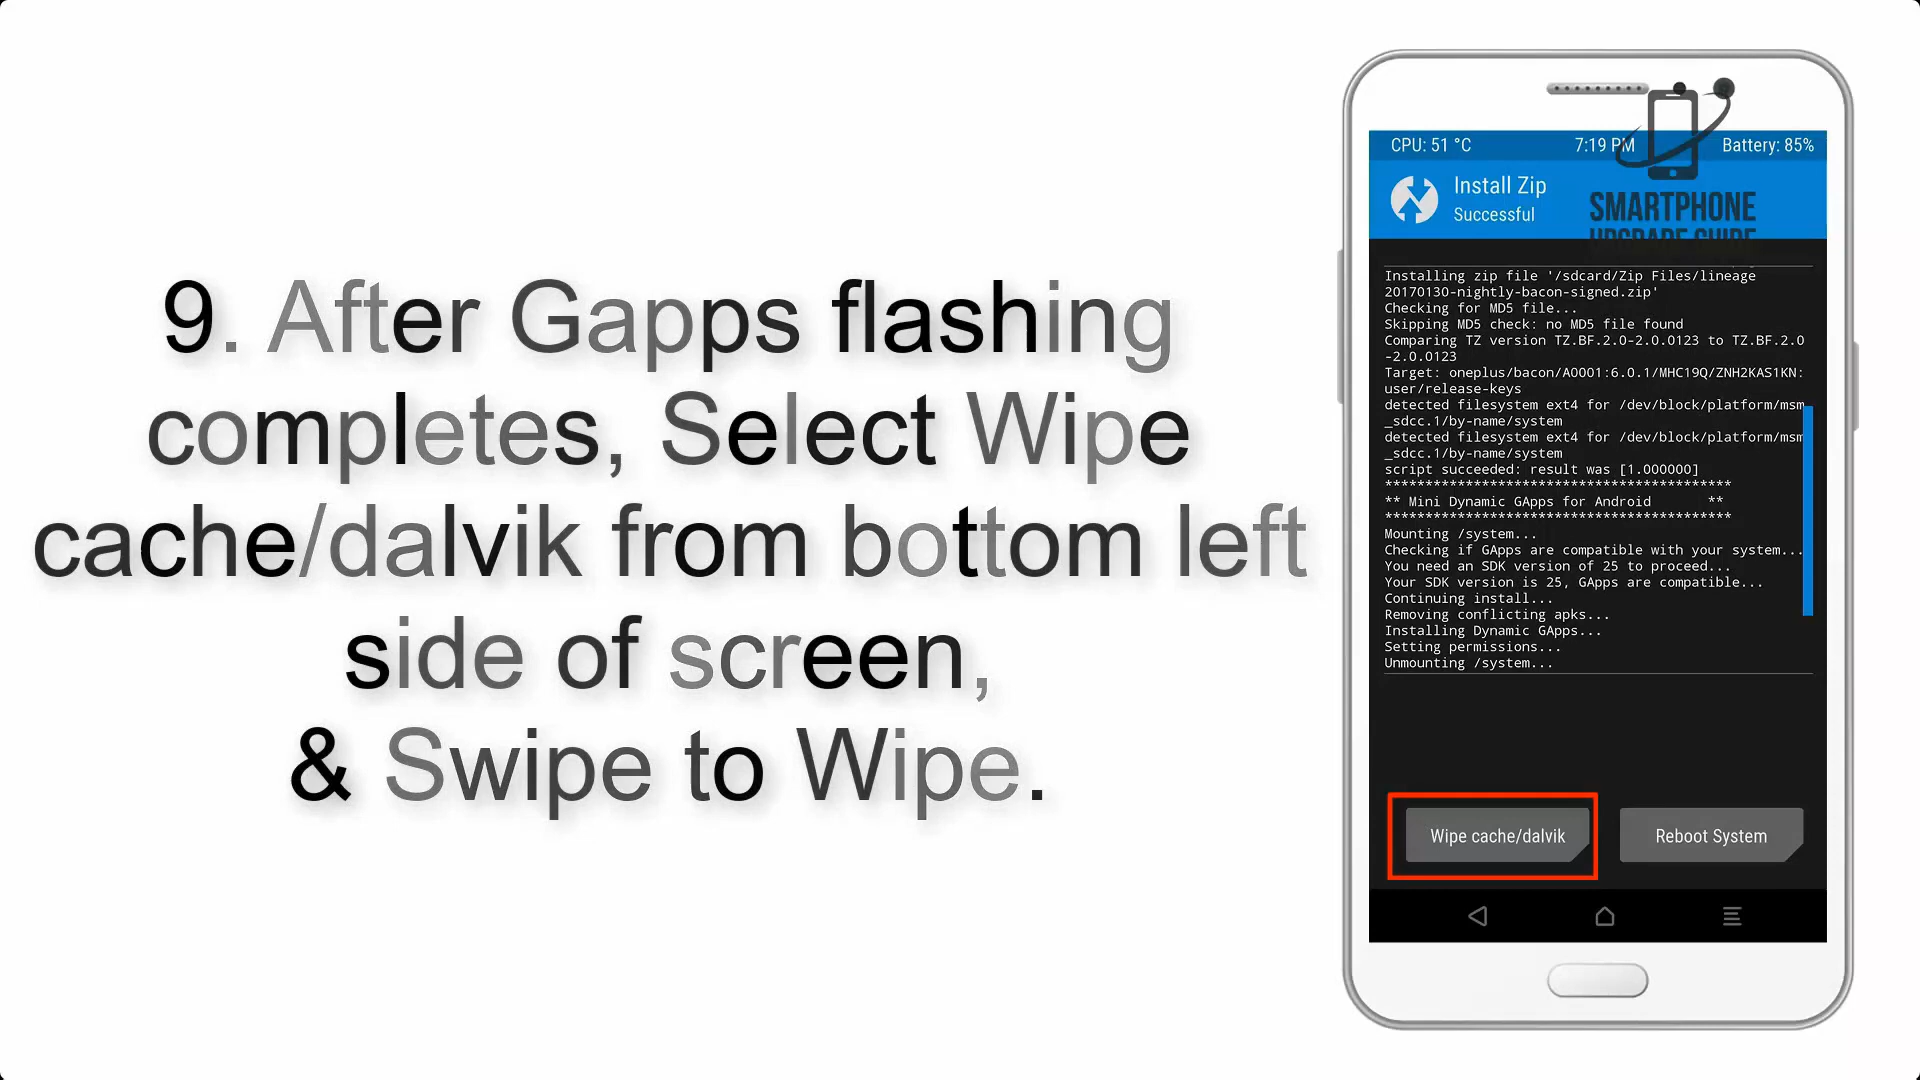 9. After Gapps flashing
completes, Select Wipe
cache/dalvik from bottom left
side of screen,
& Swipe to Wipe.
CPU: 51 °C 7:19 PM Battery: 85%
Install Zip
Successful
SMARTPHONE
UPGRADE GUIDE
Installing zip file '/sdcard/Zip Files/lineage
20170130-nightly-bacon-signed.zip'
Checking for MD5 file...
Skipping MD5 check: no MD5 file found
Comparing TZ version TZ.BF.2.0-2.0.0123 to TZ.BF.2.0
-2.0.0123
Target: oneplus/bacon/A0001:6.0.1/MHC19Q/ZNH2KAS1KN:
user/release-keys
detected filesystem ext4 for /dev/block/platform/msm
_sdcc.1/by-name/system
detected filesystem ext4 for /dev/block/platform/msm
_sdcc.1/by-name/system
script succeeded: result was [1.000000]
*******************************************
** Mini Dynamic GApps for Android **
*******************************************
Mounting /system...
Checking if GApps are compatible with your system...
You need an SDK version of 25 to proceed...
Your SDK version is 25, GApps are compatible...
Continuing install...
Removing conflicting apks...
Installing Dynamic GApps...
Setting permissions...
Unmounting /system...
Wipe cache/dalvik Reboot System